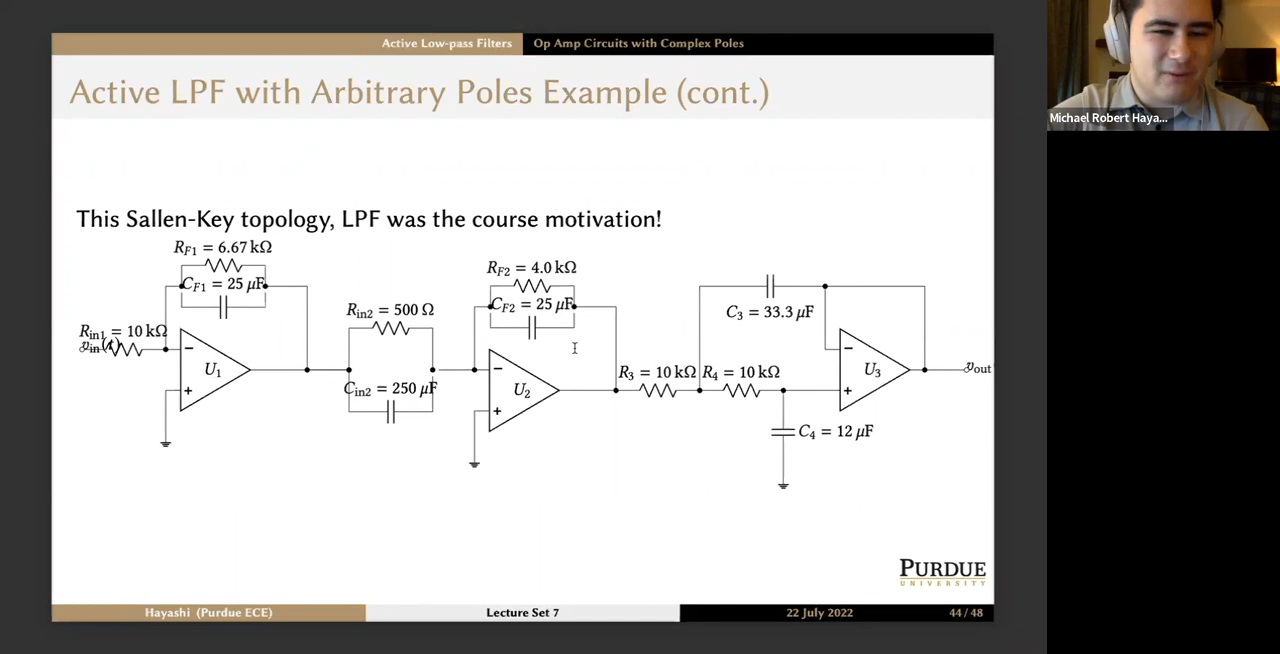 Active Low-pass Filters Op Amp Circuits with Complex Poles
Active LPF with Arbitrary Poles Example (cont.)
Michael Robert Haya...
This Sallen-Key topology, LPF was the course motivation!
R_F1 = 6.67 kΩ
C_F1 = 25 μF
R_in1 = 10 kΩ
v_in(t)
−
+
U_1
R_in2 = 500 Ω
C_in2 = 250 μF
R_F2 = 4.0 kΩ
C_F2 = 25 μF
−
+
U_2
R_3 = 10 kΩ
R_4 = 10 kΩ
C_3 = 33.3 μF
C_4 = 12 μF
−
+
U_3
v_out
PURDUE
UNIVERSITY
Hayashi (Purdue ECE) Lecture Set 7 22 July 2022 44 / 48